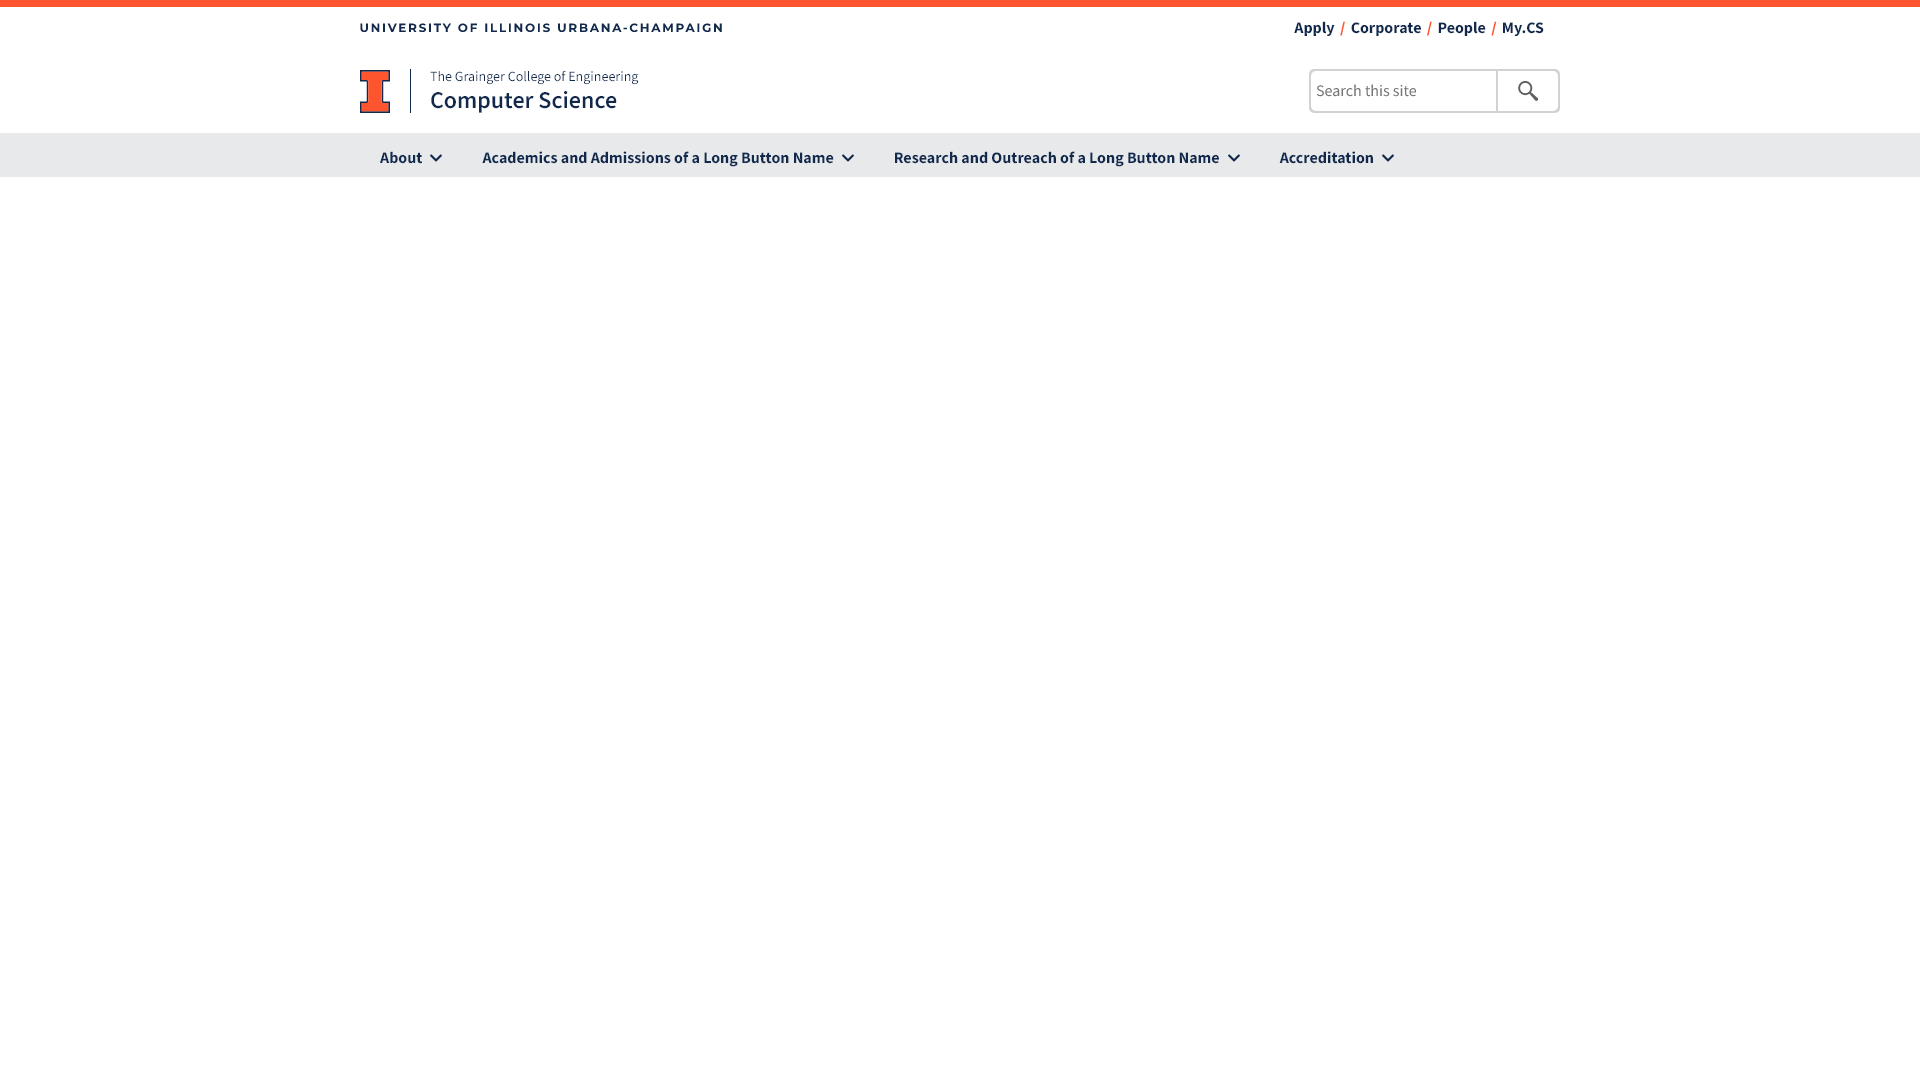 UNIVERSITY OF ILLINOIS URBANA-CHAMPAIGN
Apply / Corporate / People / My.CS
The Grainger College of Engineering
Computer Science
Search this site
About
Academics and Admissions of a Long Button Name
Research and Outreach of a Long Button Name
Accreditation